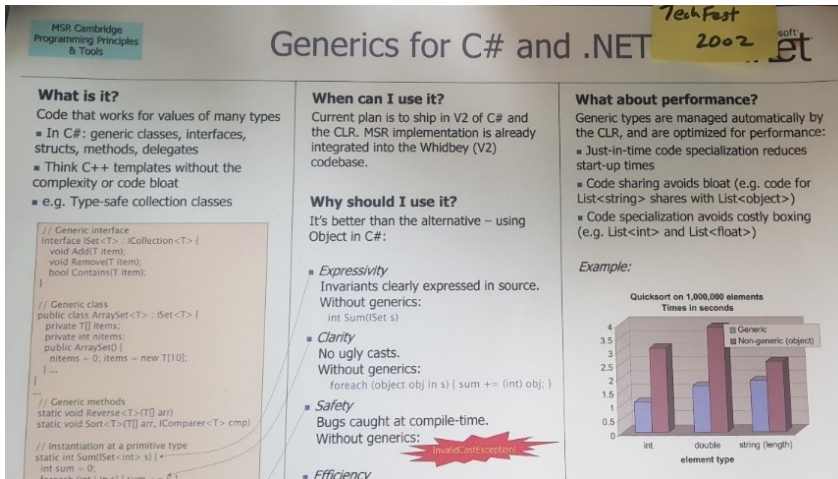 MSR Cambridge
Programming Principles
& Tools
Generics for C# and .NET
TechFest
2002
soft
et
What is it?
Code that works for values of many types
▪ In C#: generic classes, interfaces,
structs, methods, delegates
▪ Think C++ templates without the
complexity or code bloat
▪ e.g. Type-safe collection classes
// Generic interface
interface ISet<T> : ICollection<T> {
void Add(T item);
void Remove(T item);
bool Contains(T item);
}
// Generic class
public class ArraySet<T> : ISet<T> {
private T[] items;
private int nitems;
public ArraySet() {
nitems = 0; items = new T[10];
} ...
}
...
// Generic methods
static void Reverse<T>(T[] arr)
static void Sort<T>(T[] arr, IComparer<T> cmp)
// Instantiation at a primitive type
static int Sum(ISet<int> s) {
int sum = 0;
When can I use it?
Current plan is to ship in V2 of C# and
the CLR. MSR implementation is already
integrated into the Whidbey (V2)
codebase.
Why should I use it?
It's better than the alternative – using
Object in C#:
▪ Expressivity
Invariants clearly expressed in source.
Without generics:
int Sum(ISet s)
▪ Clarity
No ugly casts.
Without generics:
foreach (object obj in s) { sum += (int) obj; }
▪ Safety
Bugs caught at compile-time.
Without generics:
InvalidCastException!
▪ Efficiency
What about performance?
Generic types are managed automatically by
the CLR, and are optimized for performance:
▪ Just-in-time code specialization reduces
start-up times
▪ Code sharing avoids bloat (e.g. code for
List<string> shares with List<object>)
▪ Code specialization avoids costly boxing
(e.g. List<int> and List<float>)
Example:
Quicksort on 1,000,000 elements
Times in seconds
4
3.5
3
2.5
2
1.5
1
0.5
0
Generic
Non-generic (object)
int double string (length)
element type